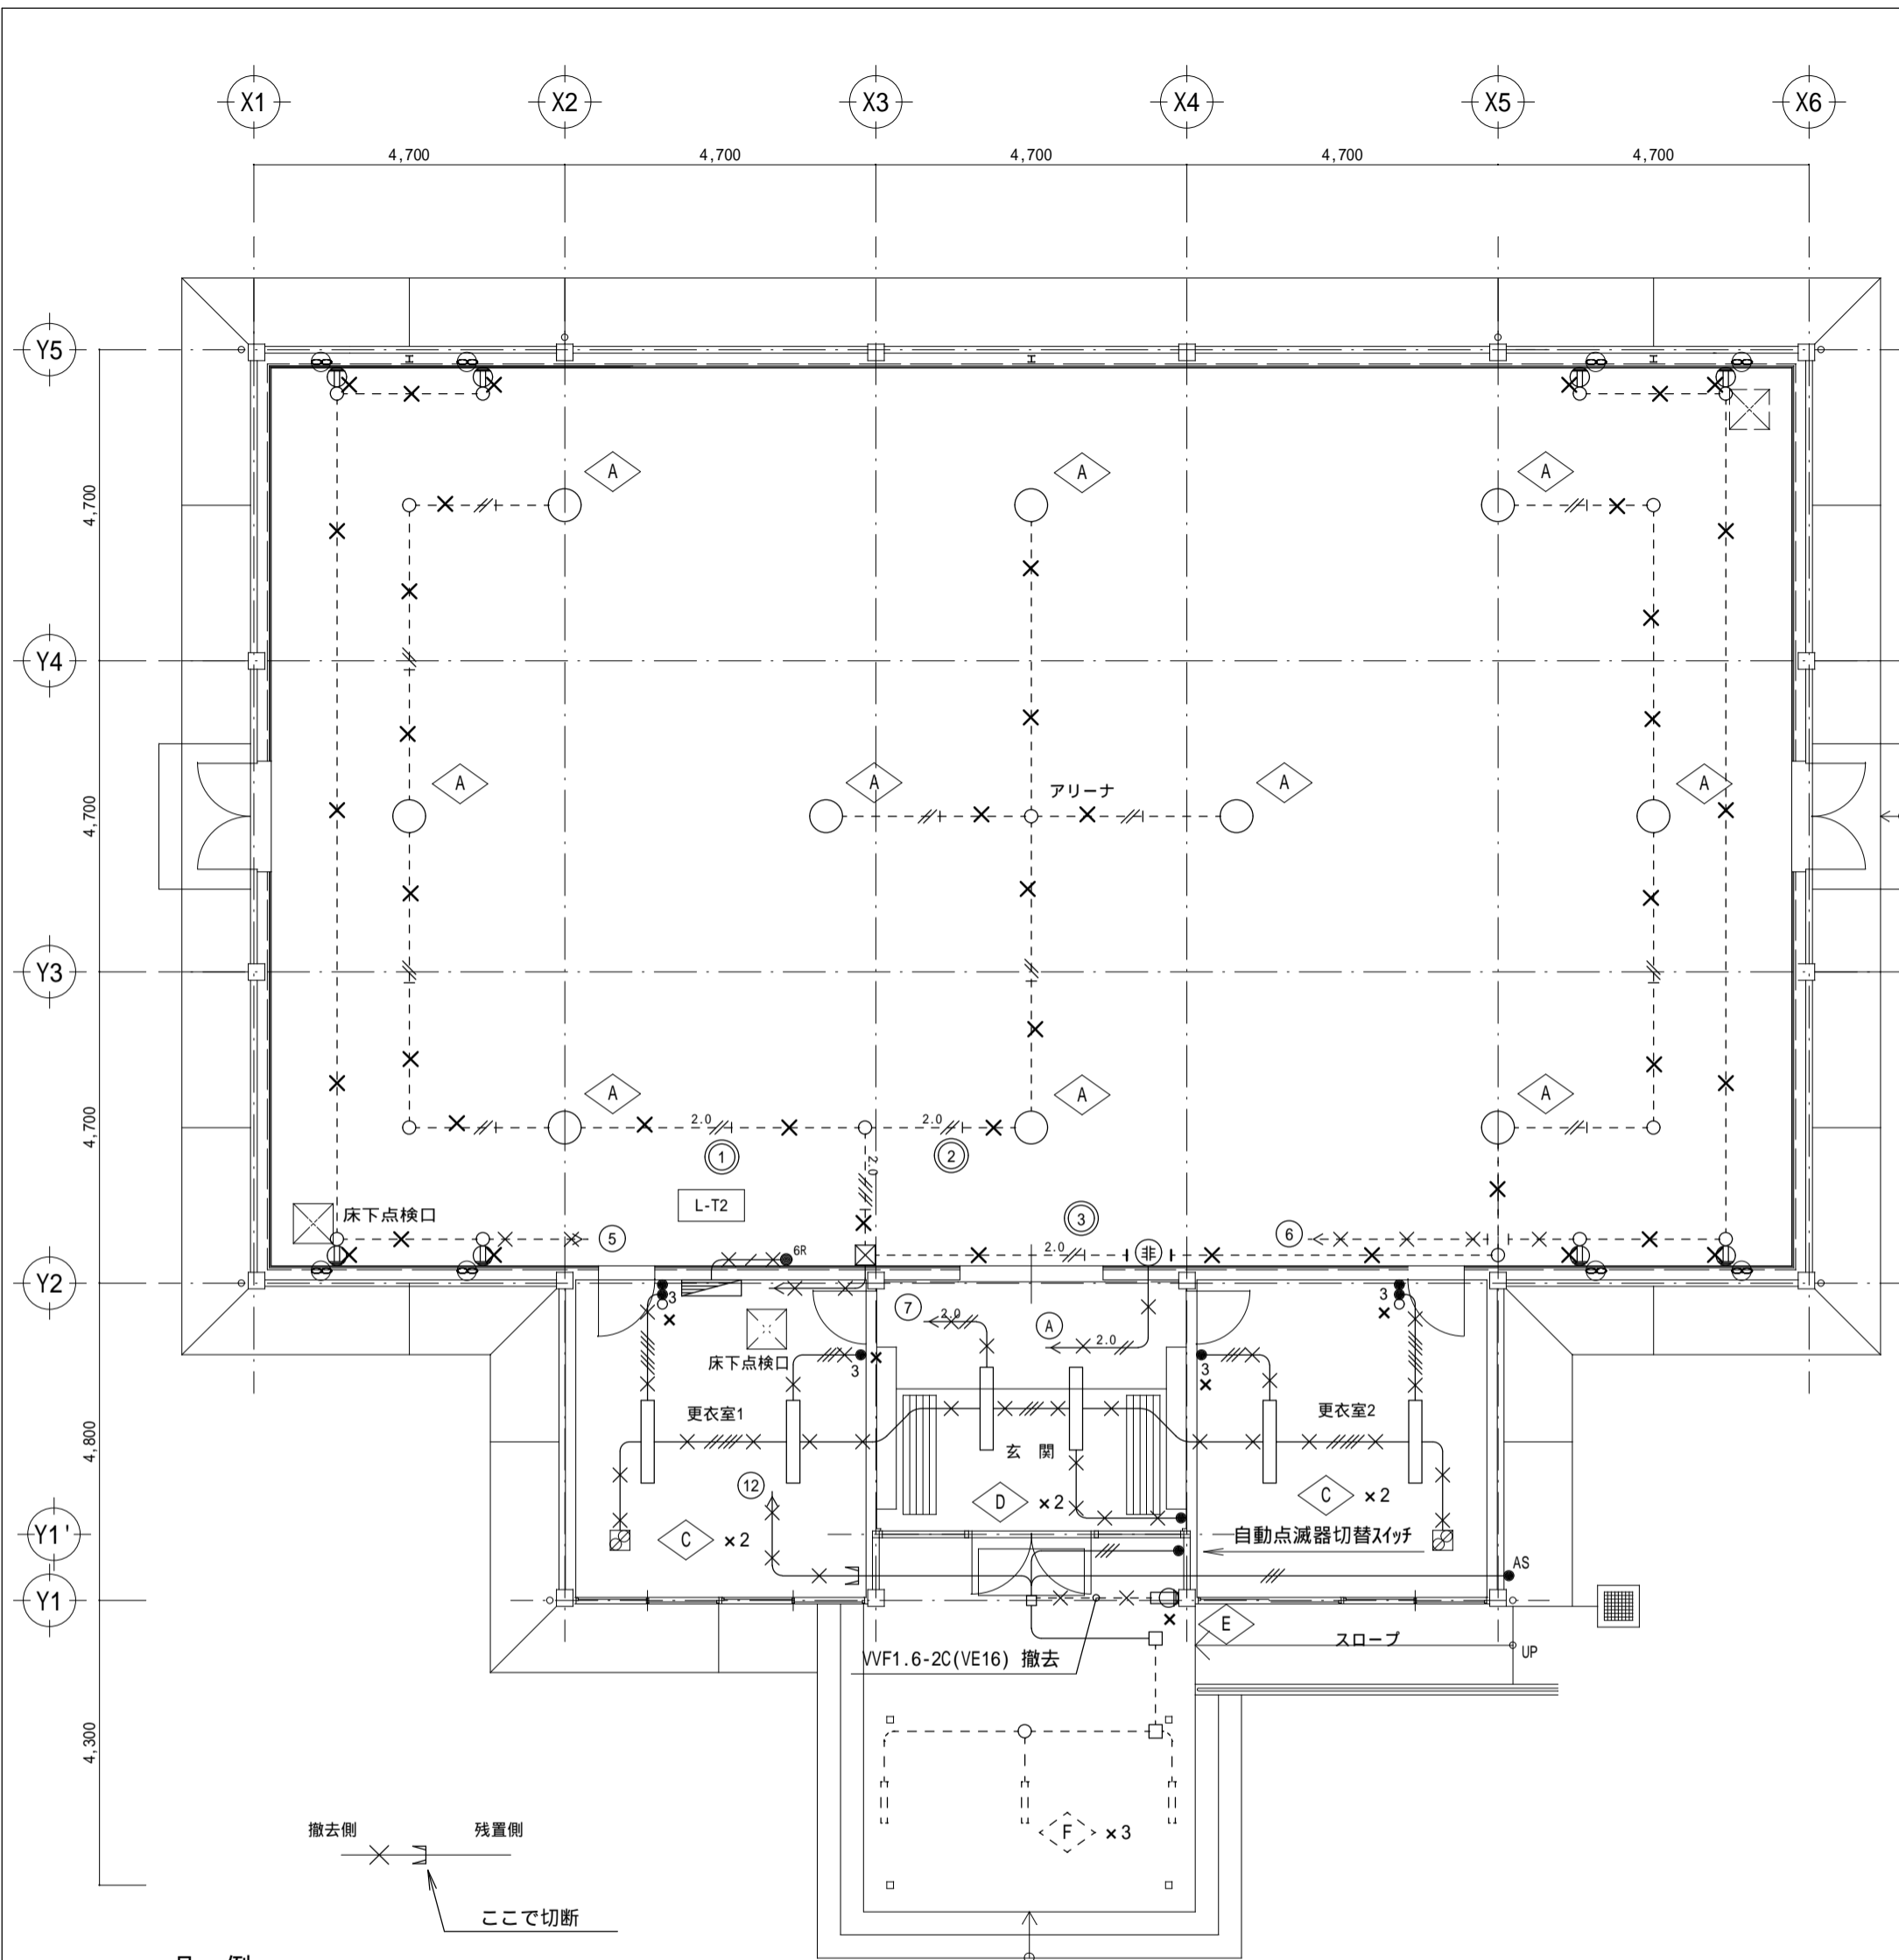 X1 X2 X3 X4 X5 X6
4,700 4,700 4,700 4,700 4,700
Y5
A A A
4,700
Y4
A A A A
アリーナ
4,700
Y3
A A A
2.0 2.0
4,700
1 2
2.0
L-T2
床下点検口
3
5 6R 2.0 6
Y2
3 3
7 2.0
A 2.0
床下点検口
3 3
更衣室1 更衣室2
4,800
玄関
12
D ×2
C ×2
C ×2
Y1'
自動点滅器切替スイッチ
AS
Y1
E
スロープ
UP
VVF1.6-2C(VE16) 撤去
4,300
F ×3
撤去側 残置側
ここで切断